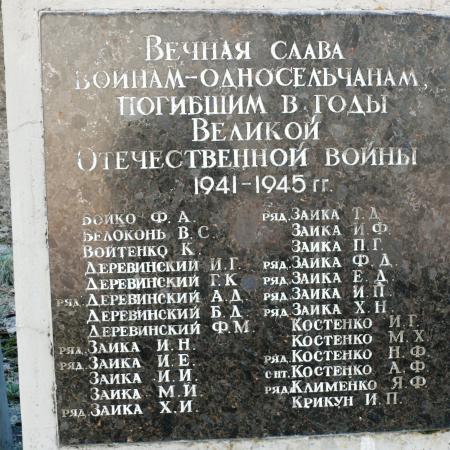 Вечная слава
воинам-односельчанам,
погибшим в годы
Великой
Отечественной войны
1941-1945 гг.
Бойко Ф.А.
Белоконь В.С.
Войтенко К.
Деревинский И.Г.
Деревинский Г.К.
ряд. Деревинский А.Д.
Деревинский Б.Д.
Деревинский Ф.М.
ряд. Заика И.Н.
ряд. Заика И.Е.
Заика И.И.
Заика М.И.
ряд. Заика Х.И.
ряд. Заика Т.Д.
Заика И.Ф.
Заика П.Г.
ряд. Заика Ф.Д.
ряд. Заика Е.Д.
ряд. Заика И.П.
ряд. Заика Х.Н.
Костенко И.Г.
Костенко М.Х.
ряд. Костенко Н.Ф.
Костенко А.Ф.
ряд. Клименко Я.Ф.
Крикун И.П.